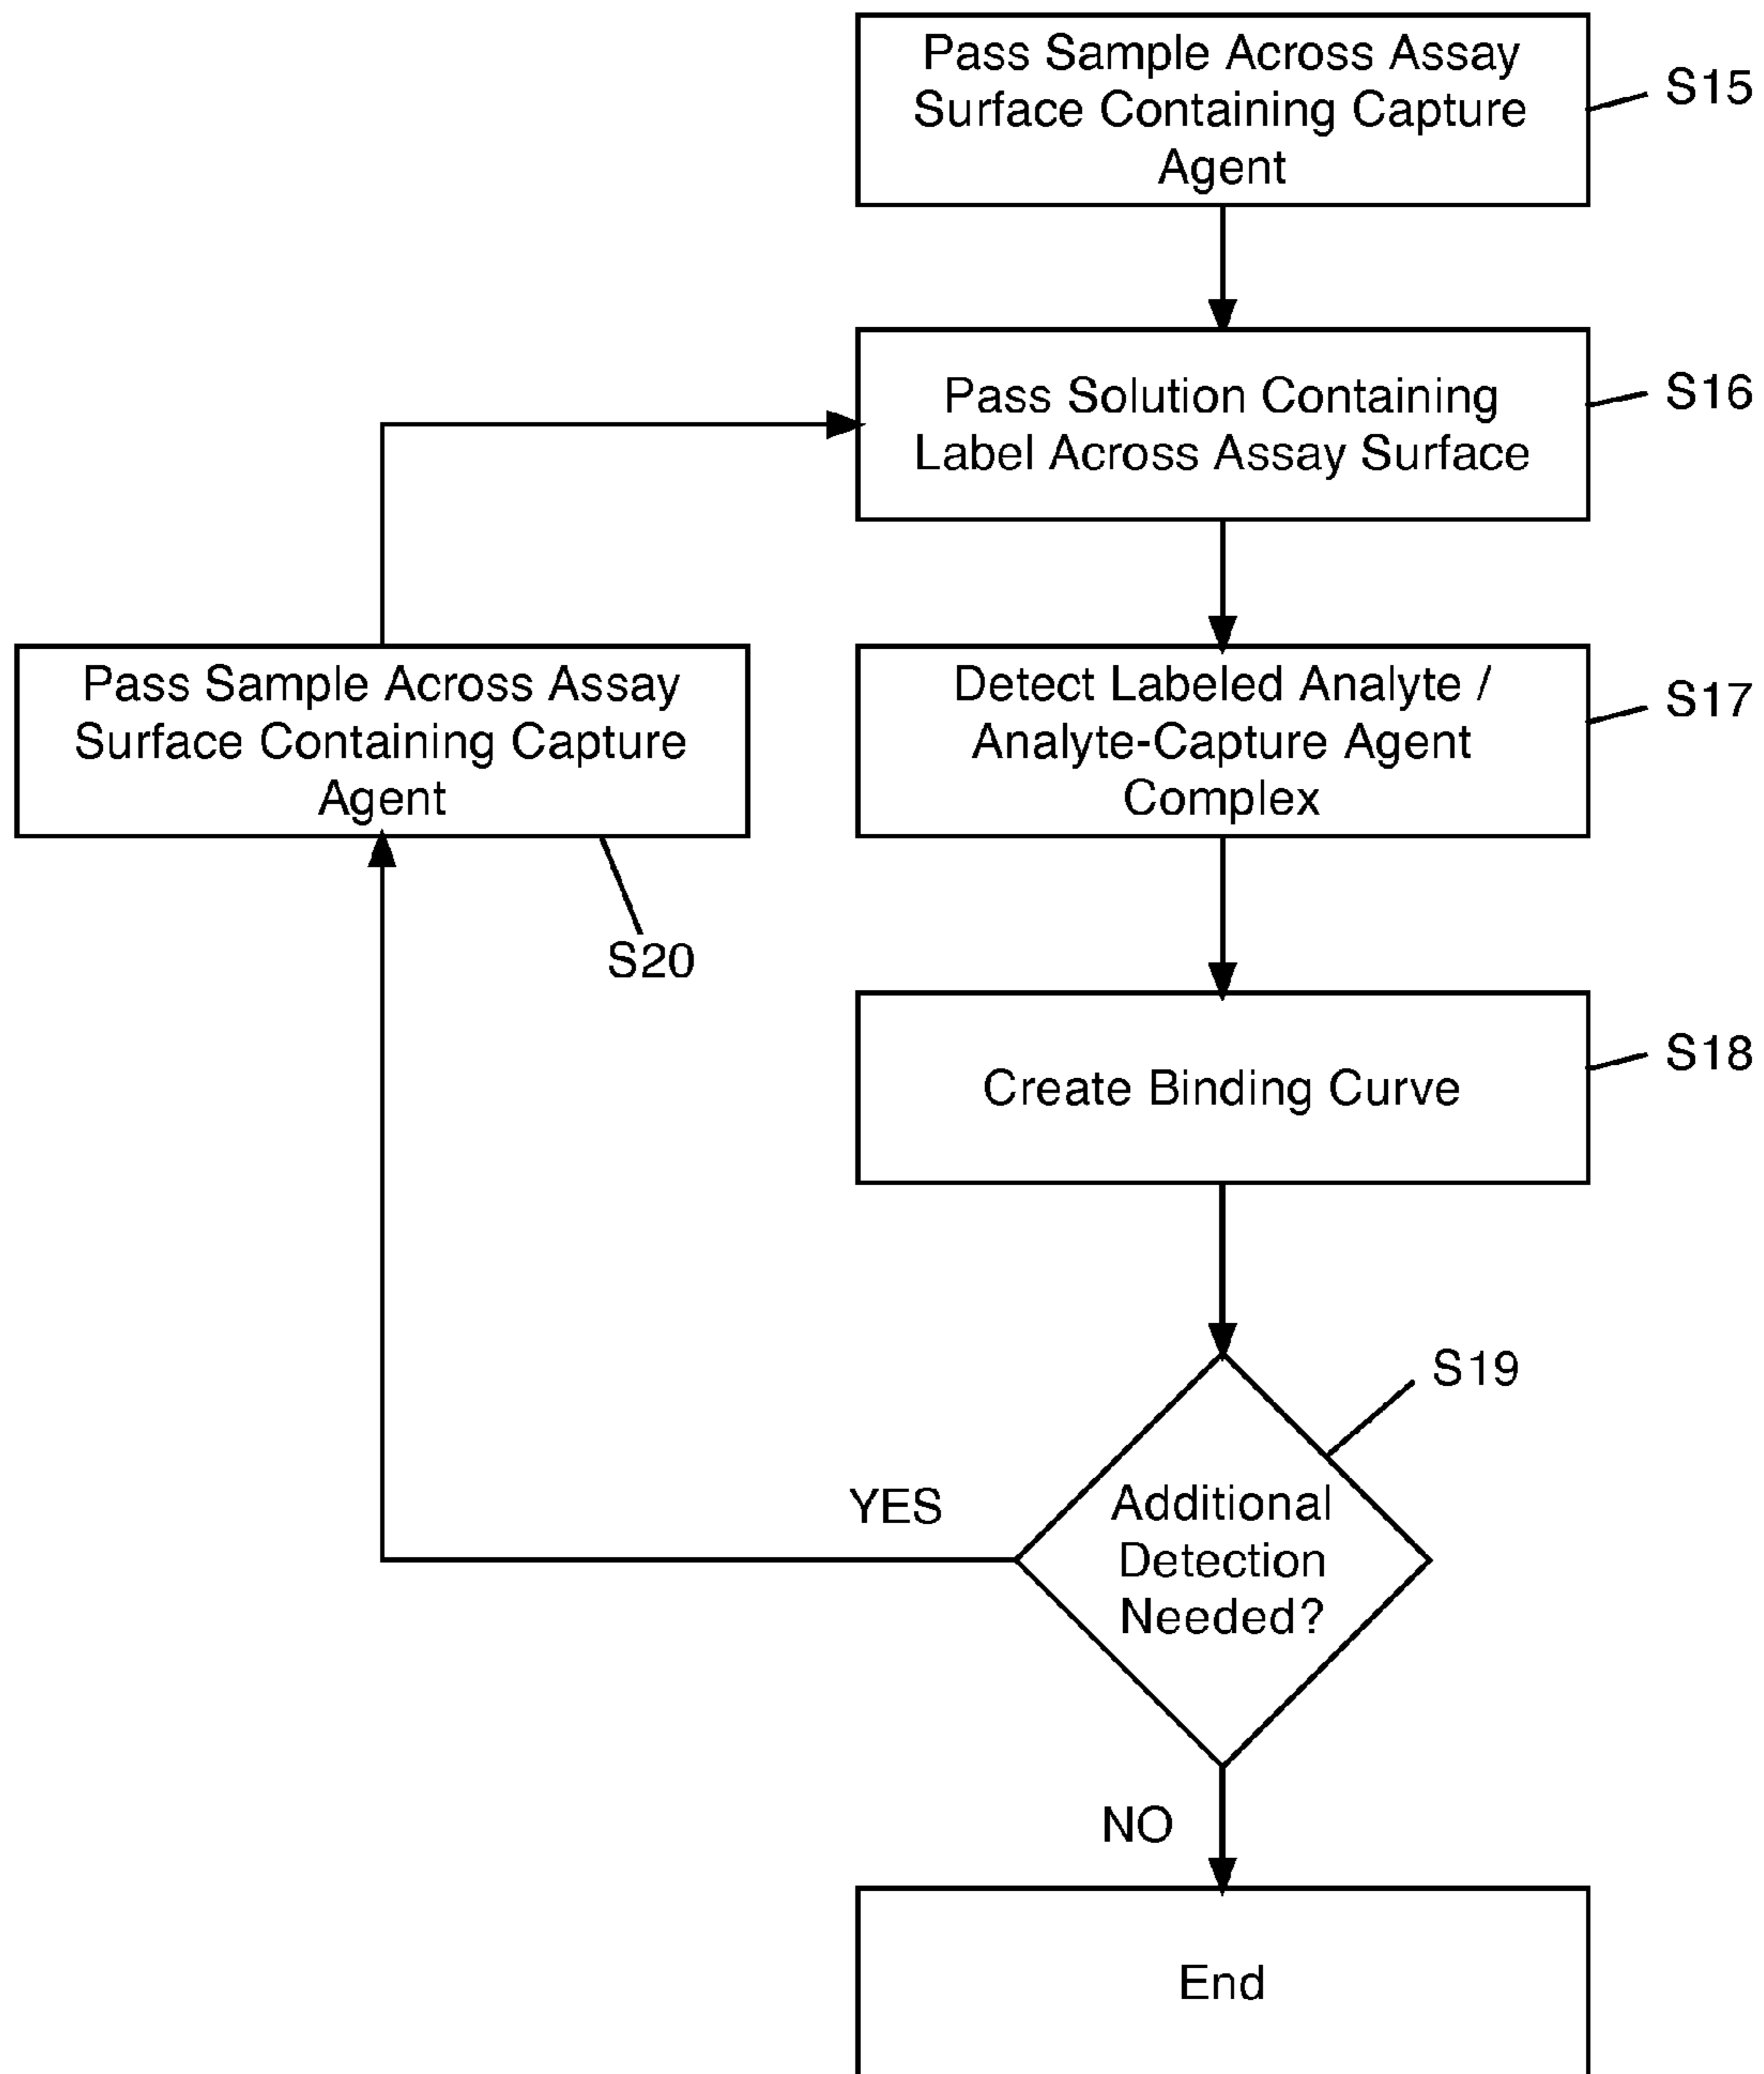 Pass Sample Across Assay
Surface Containing Capture
Agent
S15
Pass Solution Containing
Label Across Assay Surface
S16
Pass Sample Across Assay
Surface Containing Capture
Agent
S20
Detect Labeled Analyte /
Analyte-Capture Agent
Complex
S17
Create Binding Curve
S18
S19
Additional
Detection
Needed?
YES
NO
End